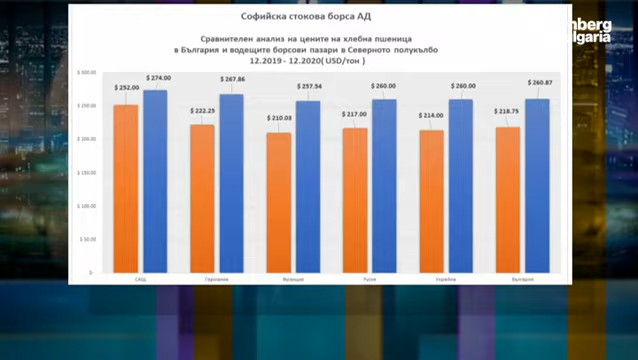 Софийска стокова борса АД
Сравнителен анализ на цените на хлебна пшеница
в България и водещите борсови пазари в Северното полукълбо
12.2019 - 12.2020( USD/тон )
$ 300.00
$ 250.00
$ 200.00
$ 150.00
$ 100.00
$ 50.00
$-
$ 252.00
$ 274.00
$ 222.25
$ 267.86
$ 210.03
$ 257.54
$ 217.00
$ 260.00
$ 214.00
$ 260.00
$ 218.75
$ 260.87
САЩ
Германия
Франция
Русия
Украйна
България